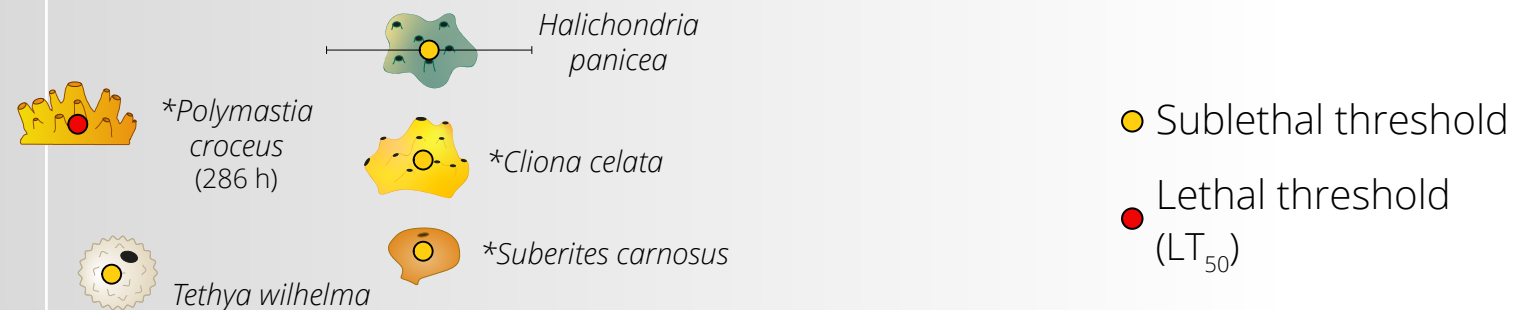 Halichondria
panicea
*Polymastia
croceus
(286 h)
*Cliona celata
*Suberites carnosus
Tethya wilhelma
Sublethal threshold
Lethal threshold
(LT50)